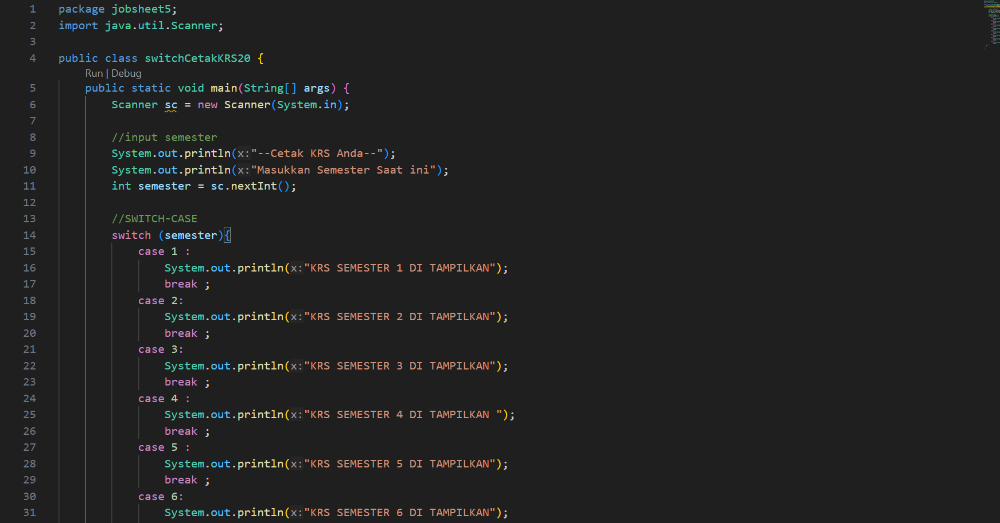 1 package jobsheet5;
2 import java.util.Scanner;
3
4 public class switchCetakKRS20 {
Run | Debug
5 public static void main(String[] args) {
6 Scanner sc = new Scanner(System.in);
7
8 //input semester
9 System.out.println(x:"--Cetak KRS Anda--");
10 System.out.println(x:"Masukkan Semester Saat ini");
11 int semester = sc.nextInt();
12
13 //SWITCH-CASE
14 switch (semester){
15 case 1 :
16 System.out.println(x:"KRS SEMESTER 1 DI TAMPILKAN");
17 break ;
18 case 2:
19 System.out.println(x:"KRS SEMESTER 2 DI TAMPILKAN");
20 break ;
21 case 3:
22 System.out.println(x:"KRS SEMESTER 3 DI TAMPILKAN");
23 break ;
24 case 4 :
25 System.out.println(x:"KRS SEMESTER 4 DI TAMPILKAN ");
26 break ;
27 case 5 :
28 System.out.println(x:"KRS SEMESTER 5 DI TAMPILKAN");
29 break ;
30 case 6:
31 System.out.println(x:"KRS SEMESTER 6 DI TAMPILKAN");